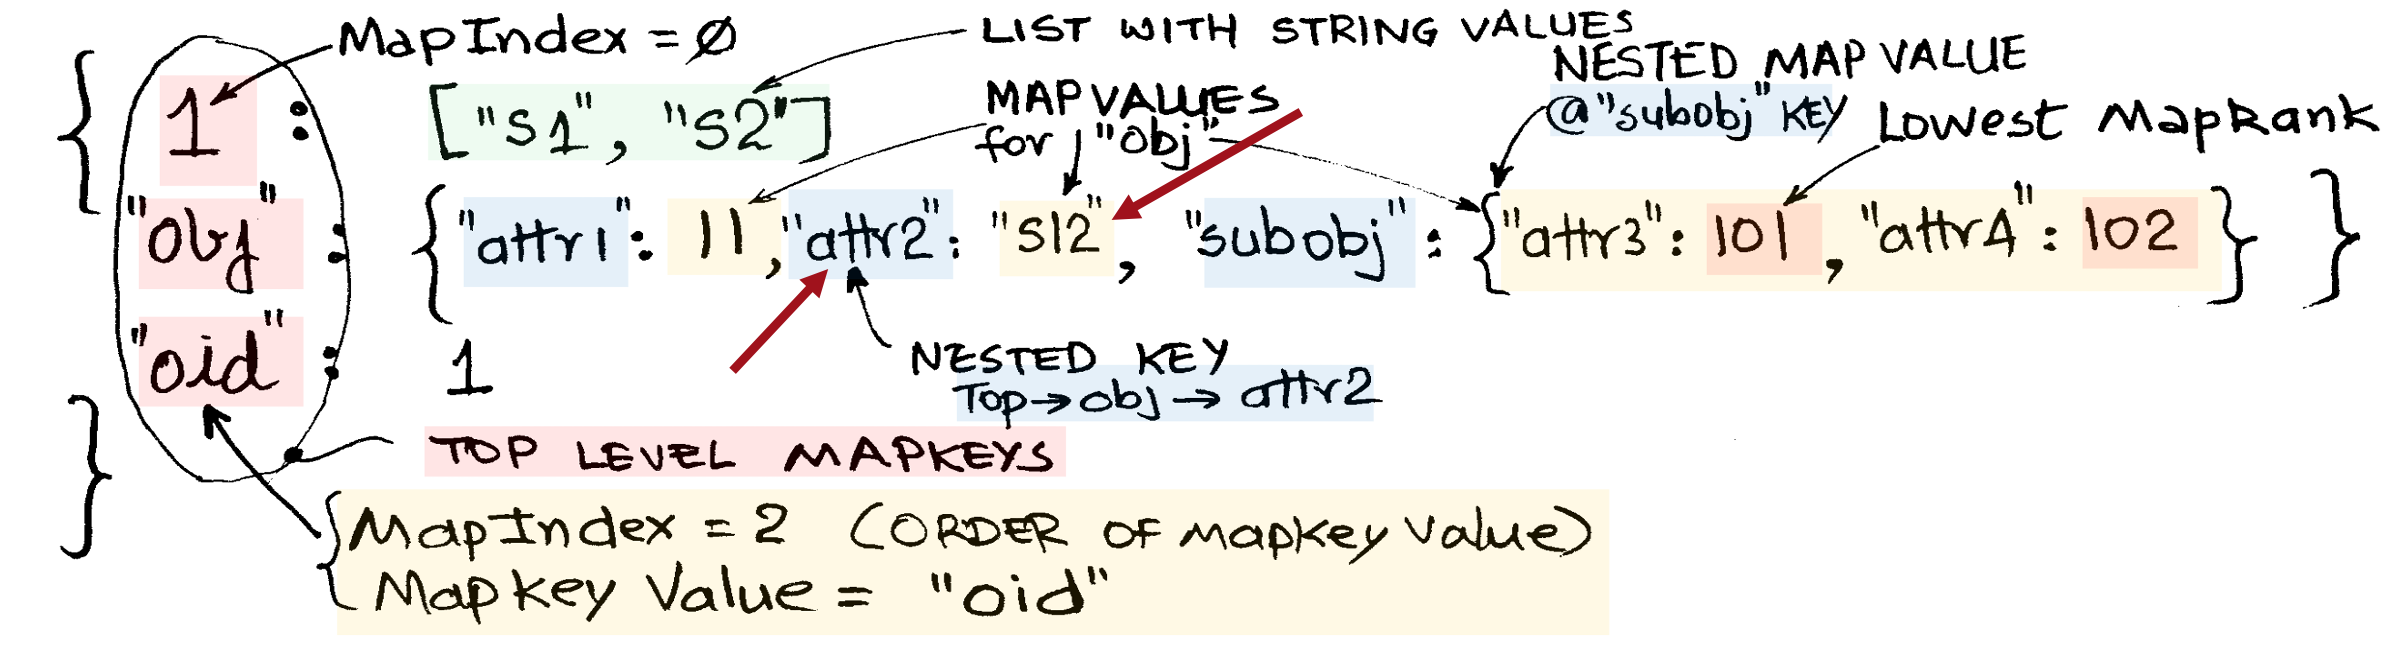 MapIndex = Ø
LIST WITH STRING VALUES
NESTED MAP VALUE
@"subobj" KEY
MAP VALUES
for "obj"
Lowest MapRank
{ 1 : ["S1", "S2"]
"obj" : {"attr1": 11, "attr2": "S12", "subobj": {"attr3": 101, "attr4": 102}}
"oid" : 1
}
NESTED KEY
Top→obj→attr2
TOP LEVEL MAPKEYS
MapIndex = 2 (ORDER OF mapkey value)
Mapkey Value = "oid"